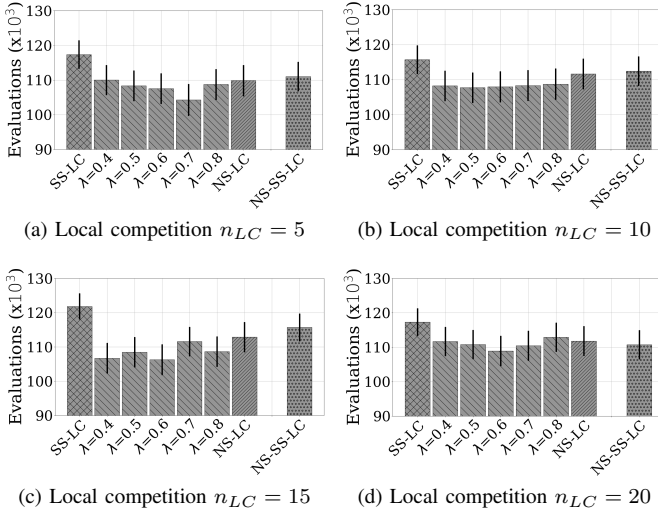 Evaluations (x10³)
130
120
110
100
90
SS-LC
λ=0.4
λ=0.5
λ=0.6
λ=0.7
λ=0.8
NS-LC
NS-SS-LC
(a) Local competition n_LC = 5
Evaluations (x10³)
130
120
110
100
90
SS-LC
λ=0.4
λ=0.5
λ=0.6
λ=0.7
λ=0.8
NS-LC
NS-SS-LC
(b) Local competition n_LC = 10
Evaluations (x10³)
130
120
110
100
90
SS-LC
λ=0.4
λ=0.5
λ=0.6
λ=0.7
λ=0.8
NS-LC
NS-SS-LC
(c) Local competition n_LC = 15
Evaluations (x10³)
130
120
110
100
90
SS-LC
λ=0.4
λ=0.5
λ=0.6
λ=0.7
λ=0.8
NS-LC
NS-SS-LC
(d) Local competition n_LC = 20